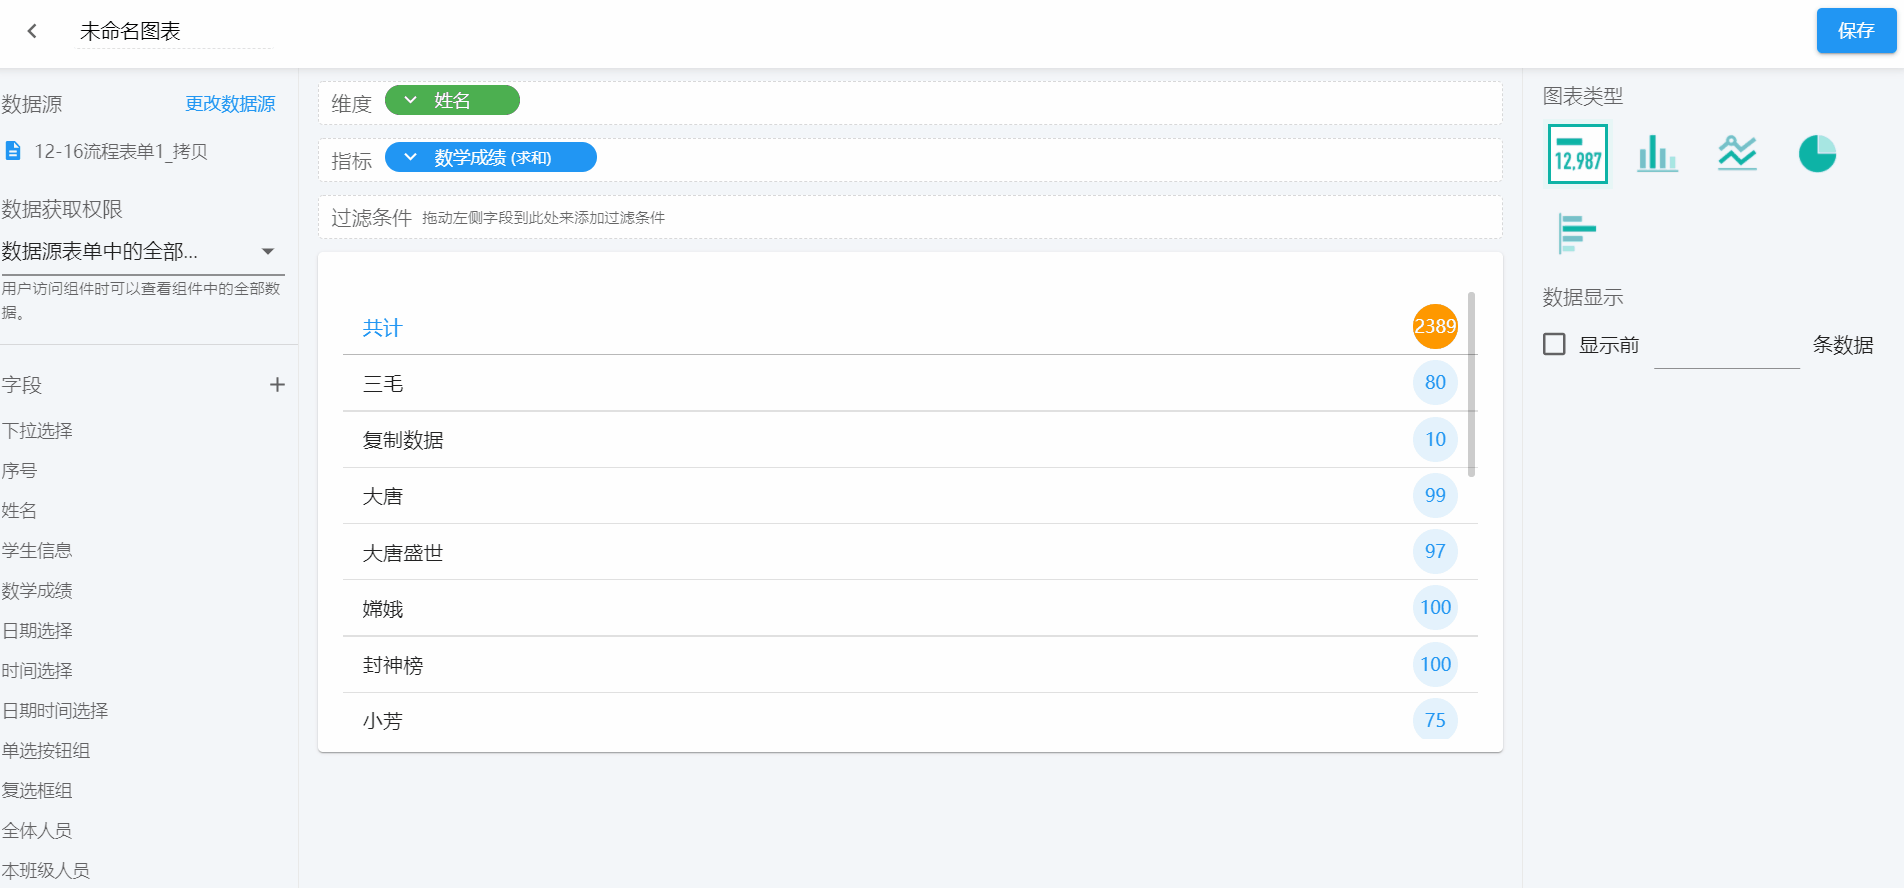 未命名图表
保存
数据源
更改数据源
12-16流程表单1_拷贝
数据获取权限
数据源表单中的全部...
用户访问组件时可以查看组件中的全部数
据。
字段
下拉选择
序号
姓名
学生信息
数学成绩
日期选择
时间选择
日期时间选择
单选按钮组
复选框组
全体人员
本班级人员
维度 姓名
指标 数学成绩 (求和)
过滤条件 拖动左侧字段到此处来添加过滤条件
共计 2389
三毛 80
复制数据 10
大唐 99
大唐盛世 97
嫦娥 100
封神榜 100
小芳 75
图表类型
12,987
数据显示
显示前 条数据